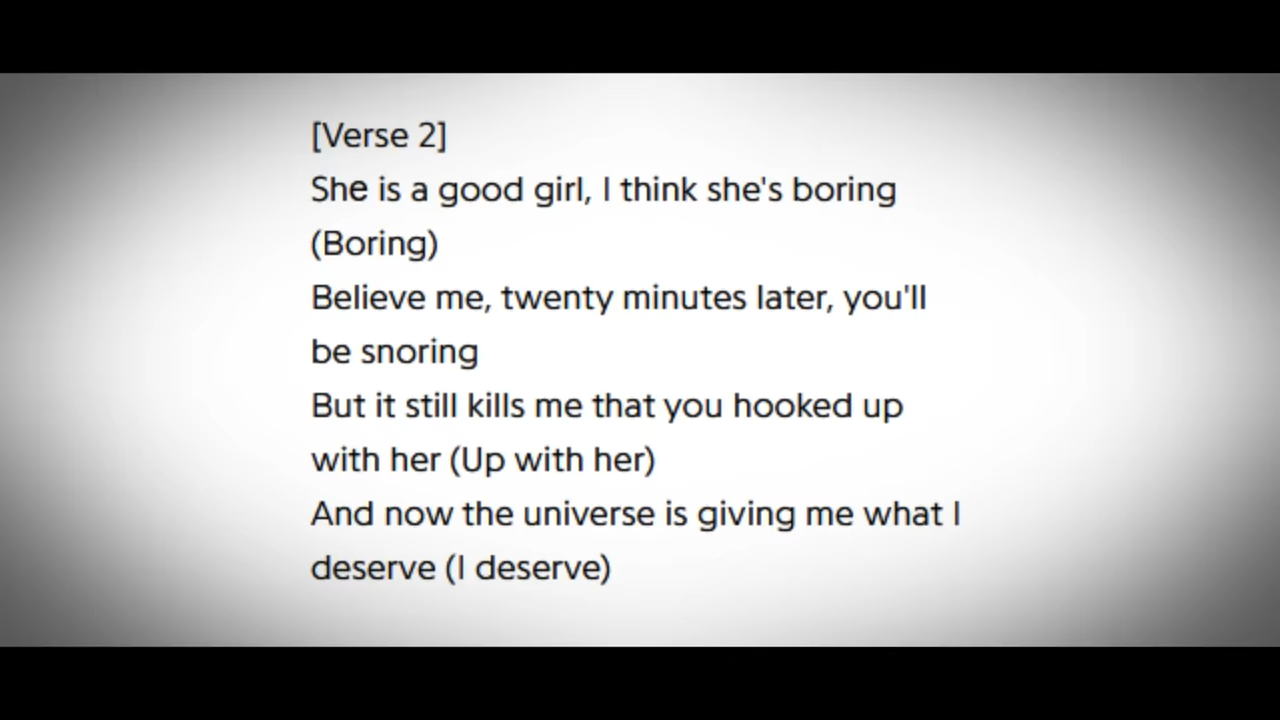 [Verse 2]
She is a good girl, I think she's boring
(Boring)
Believe me, twenty minutes later, you'll
be snoring
But it still kills me that you hooked up
with her (Up with her)
And now the universe is giving me what I
deserve (I deserve)